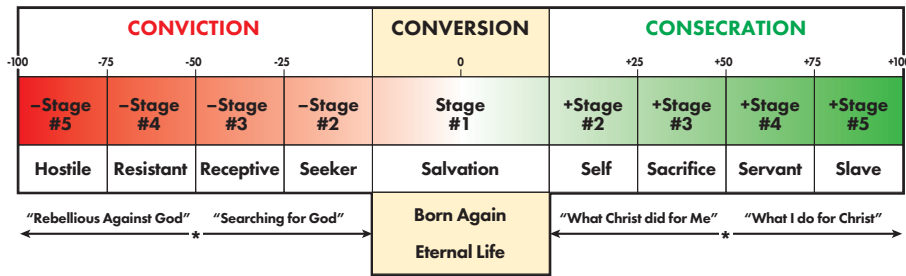 CONVICTION CONVERSION CONSECRATION
-100 -75 -50 -25 0 +25 +50 +75 +100
–Stage –Stage –Stage –Stage Stage +Stage +Stage +Stage +Stage
#5 #4 #3 #2 #1 #2 #3 #4 #5
Hostile Resistant Receptive Seeker Salvation Self Sacrifice Servant Slave
“Rebellious Against God” “Searching for God” Born Again “What Christ did for Me” “What I do for Christ”
* *
Eternal Life